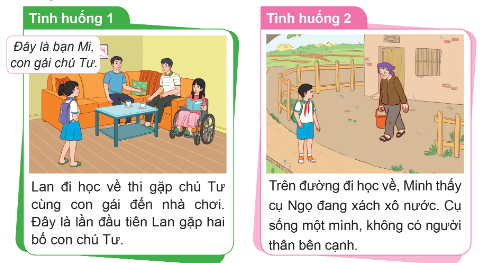 Tình huống 1
Đây là bạn Mi,
con gái chú Tư.
Lan đi học về thì gặp chú Tư
cùng con gái đến nhà chơi.
Đây là lần đầu tiên Lan gặp hai
bố con chú Tư.
Tình huống 2
Trên đường đi học về, Minh thấy
cụ Ngọ đang xách xô nước. Cụ
sống một mình, không có người
thân bên cạnh.